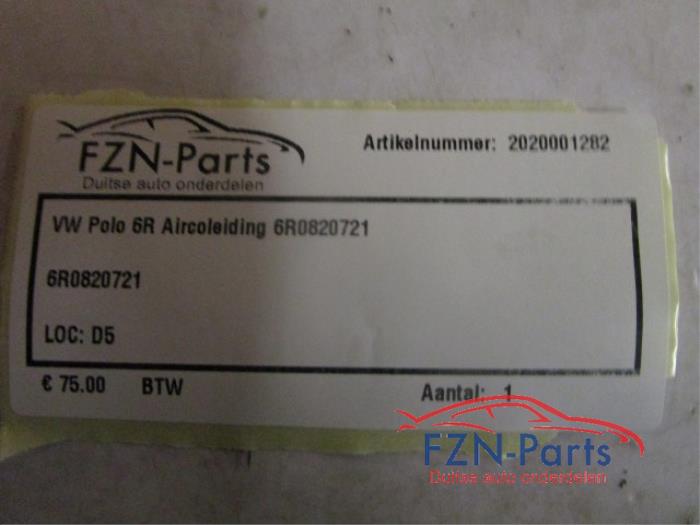 FZN-Parts
Duitse auto onderdelen
Artikelnummer: 2020001282
VW Polo 6R Aircoleiding 6R0820721
6R0820721
LOC: D5
€ 75.00 BTW Aantal: 1
FZN-Parts
Duitse auto onderdelen